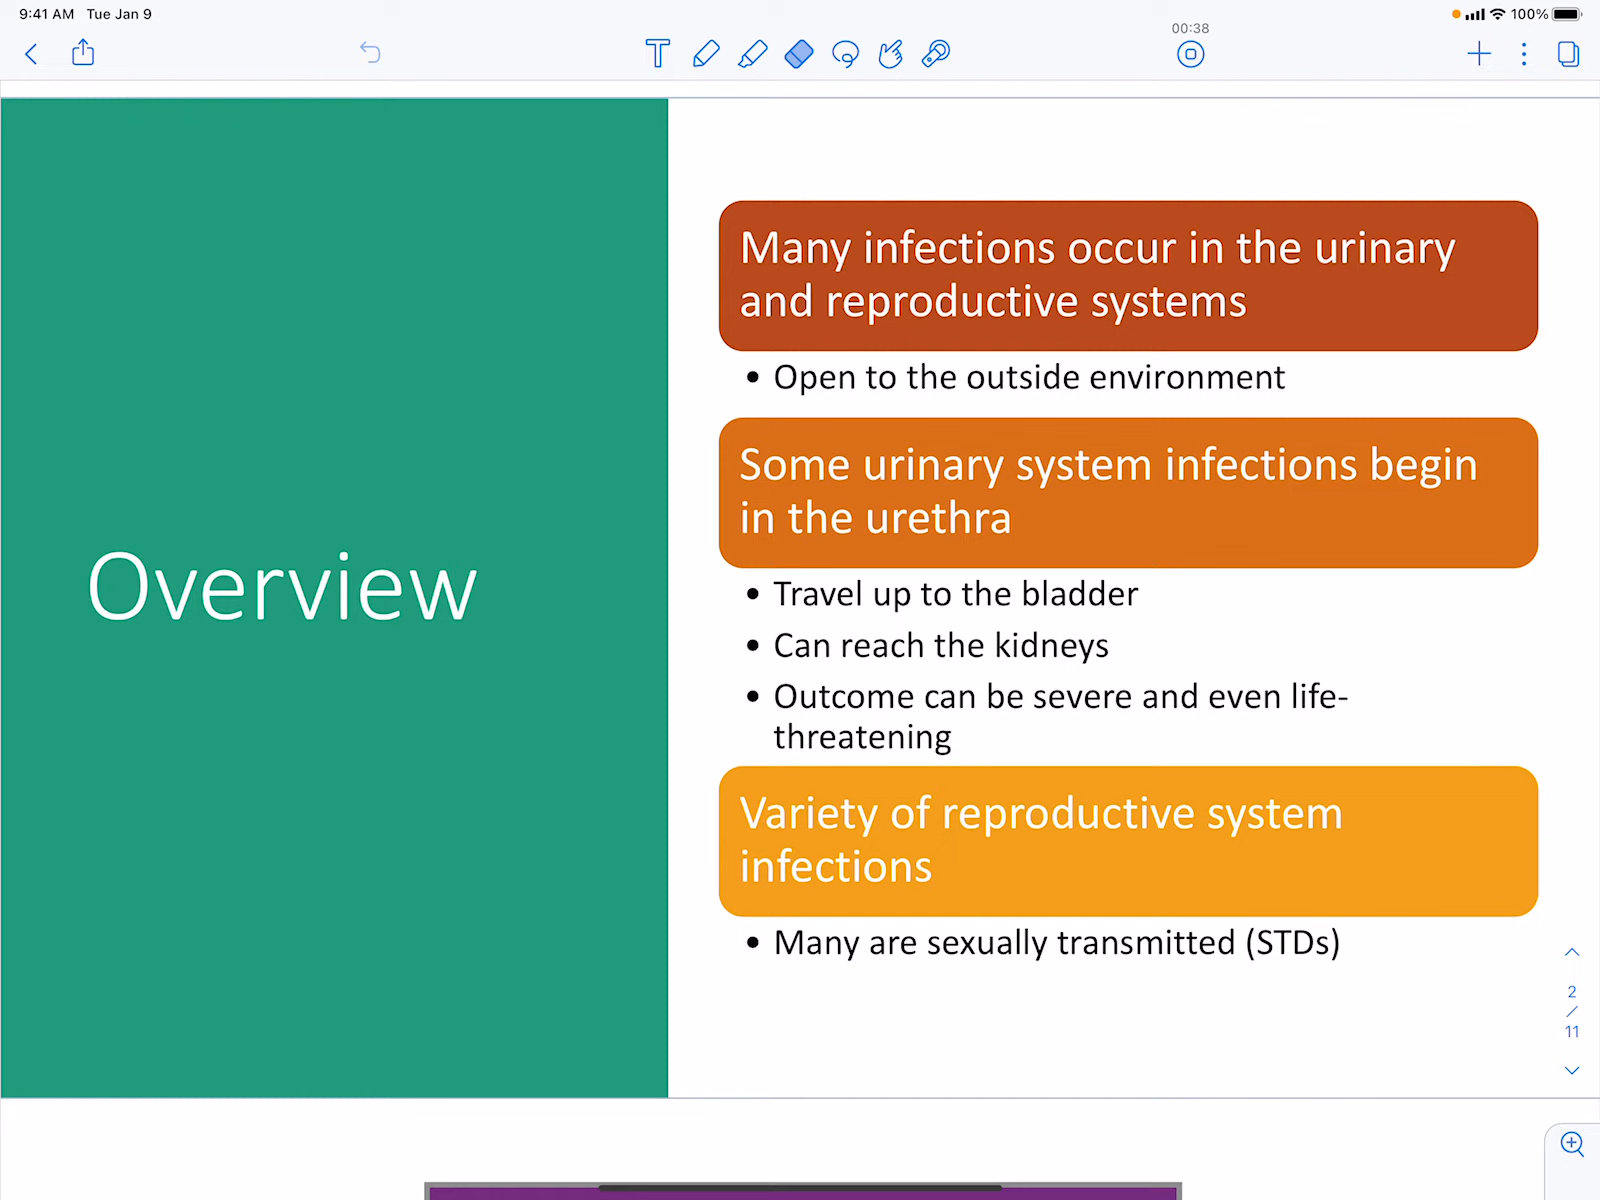 9:41 AM Tue Jan 9
100%
00:38
Overview
Many infections occur in the urinary
and reproductive systems
• Open to the outside environment
Some urinary system infections begin
in the urethra
• Travel up to the bladder
• Can reach the kidneys
• Outcome can be severe and even life-
threatening
Variety of reproductive system
infections
• Many are sexually transmitted (STDs)
2
/
11